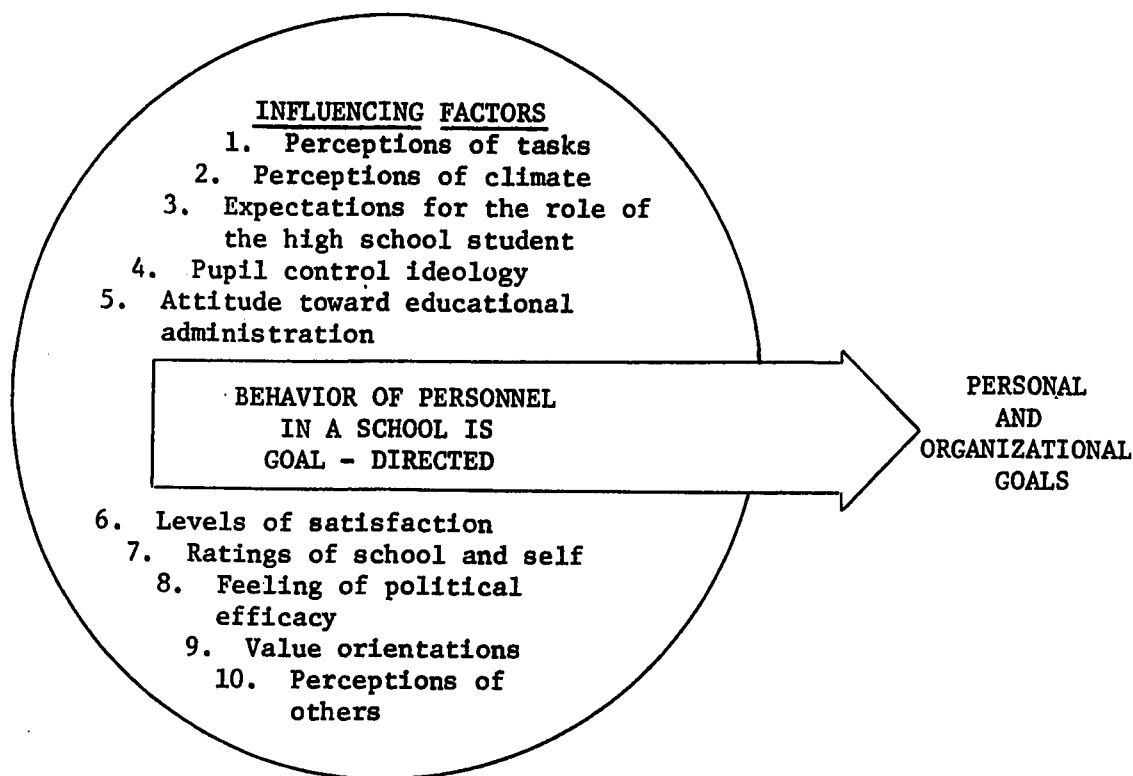 INFLUENCING FACTORS
1. Perceptions of tasks
2. Perceptions of climate
3. Expectations for the role of
the high school student
4. Pupil control ideology
5. Attitude toward educational
administration
BEHAVIOR OF PERSONNEL
IN A SCHOOL IS
GOAL - DIRECTED
PERSONAL
AND
ORGANIZATIONAL
GOALS
6. Levels of satisfaction
7. Ratings of school and self
8. Feeling of political
efficacy
9. Value orientations
10. Perceptions of
others